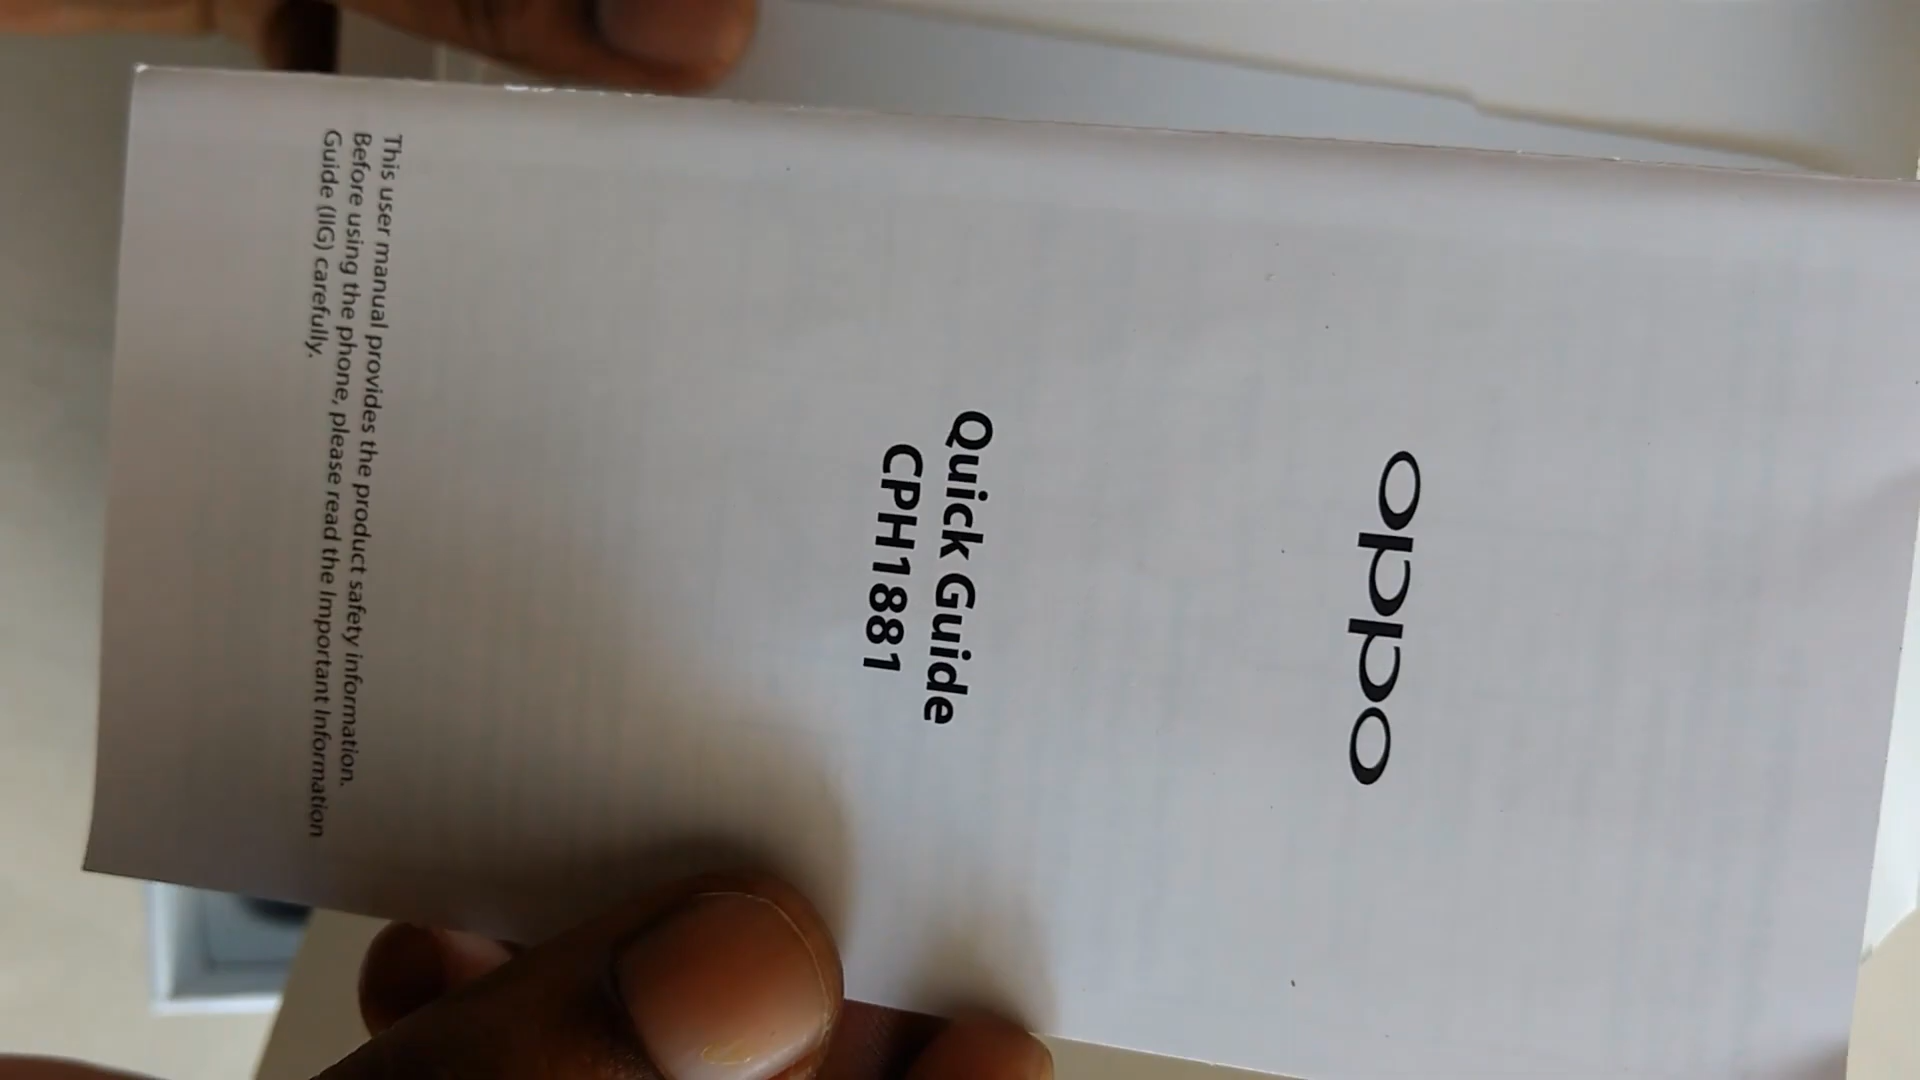 oppo
Quick Guide
CPH1881
This user manual provides the product safety information.
Before using the phone, please read the Important Information
Guide (IIG) carefully.